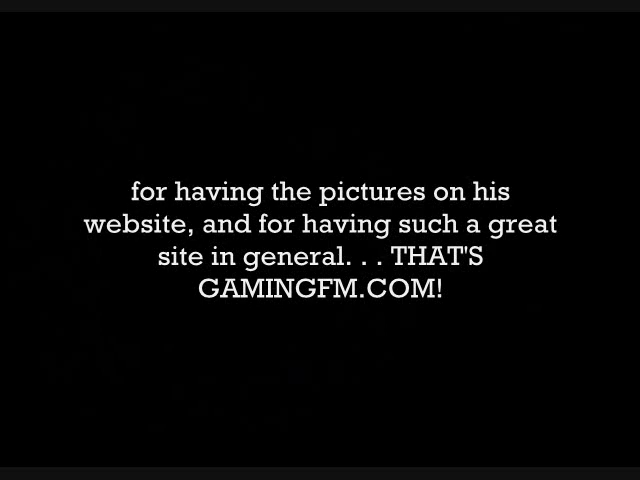 for having the pictures on his
website, and for having such a great
site in general. . . THAT'S
GAMINGFM.COM!